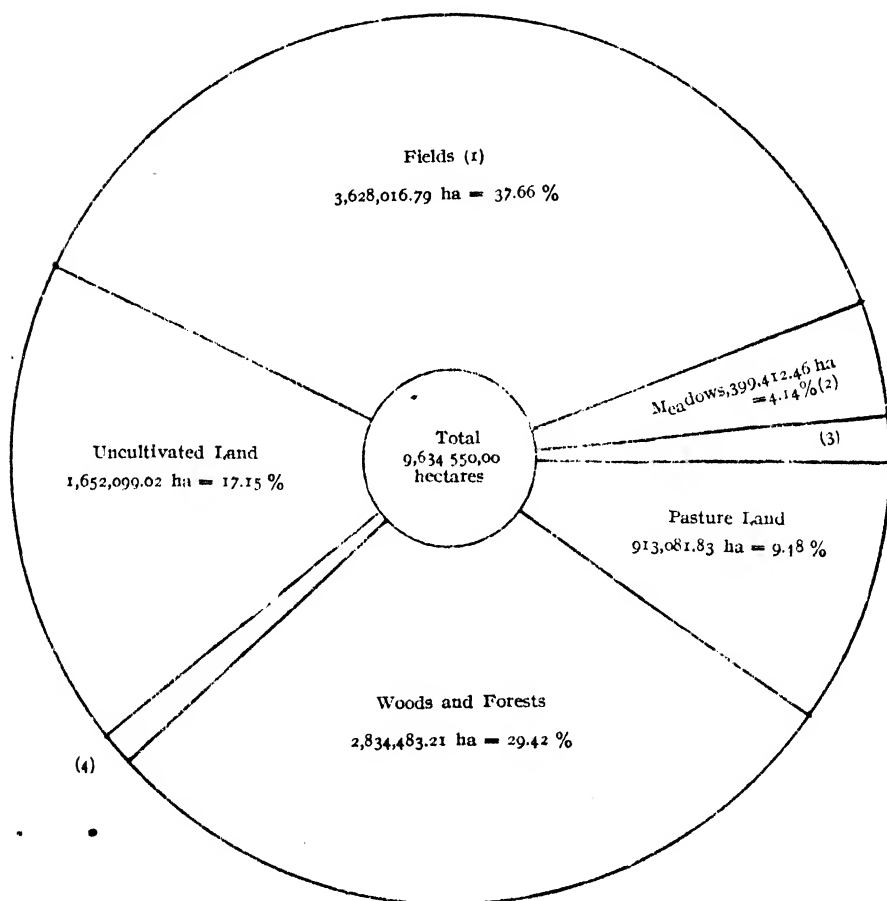 Fields (1)
3,628,016.79 ha = 37.66 %
Meadows, 399,412.46 ha
=4.14%(2)
(3)
Total
9,634 550,00
hectares
Uncultivated Land
1,652,099.02 ha = 17.15 %
Pasture Land
913,081.83 ha = 9.48 %
Woods and Forests
2,834,483.21 ha = 29.42 %
(4)